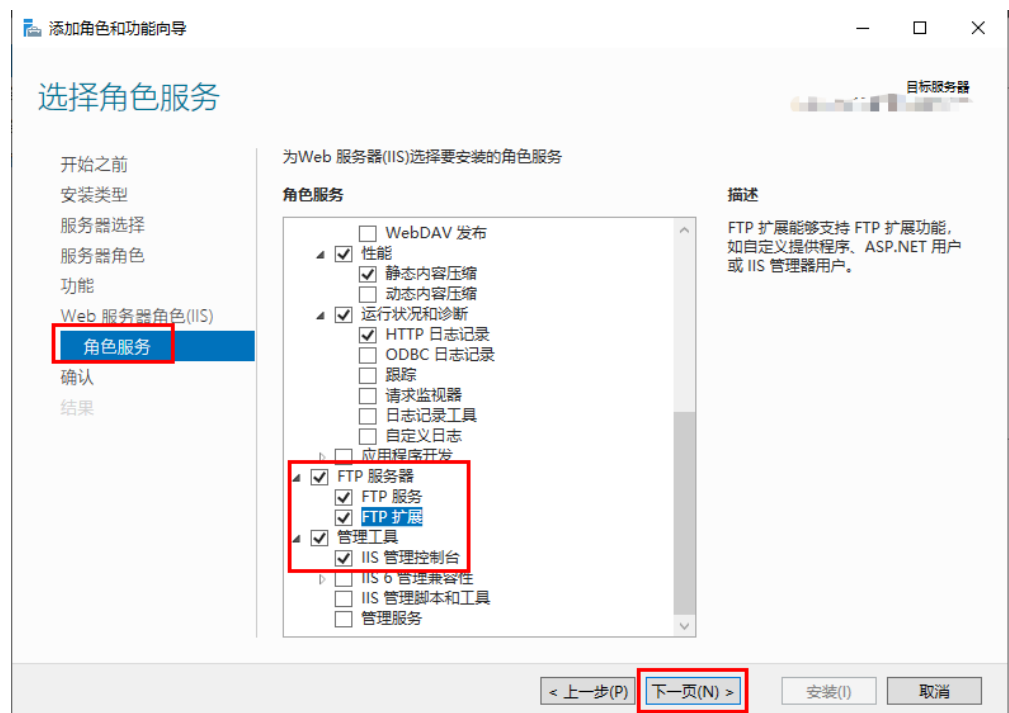 添加角色和功能向导
选择角色服务
目标服务器
开始之前
安装类型
服务器选择
服务器角色
功能
Web 服务器角色(IIS)
角色服务
确认
结果
为Web 服务器(IIS)选择要安装的角色服务
角色服务
WebDAV 发布
性能
静态内容压缩
动态内容压缩
运行状况和诊断
HTTP 日志记录
ODBC 日志记录
跟踪
请求监视器
日志记录工具
自定义日志
应用程序开发
FTP 服务器
FTP 服务
FTP 扩展
管理工具
IIS 管理控制台
IIS 6 管理兼容性
IIS 管理脚本和工具
管理服务
描述
FTP 扩展能够支持 FTP 扩展功能,
如自定义提供程序、ASP.NET 用户
或 IIS 管理器用户。
< 上一步(P)
下一页(N) >
安装(I)
取消